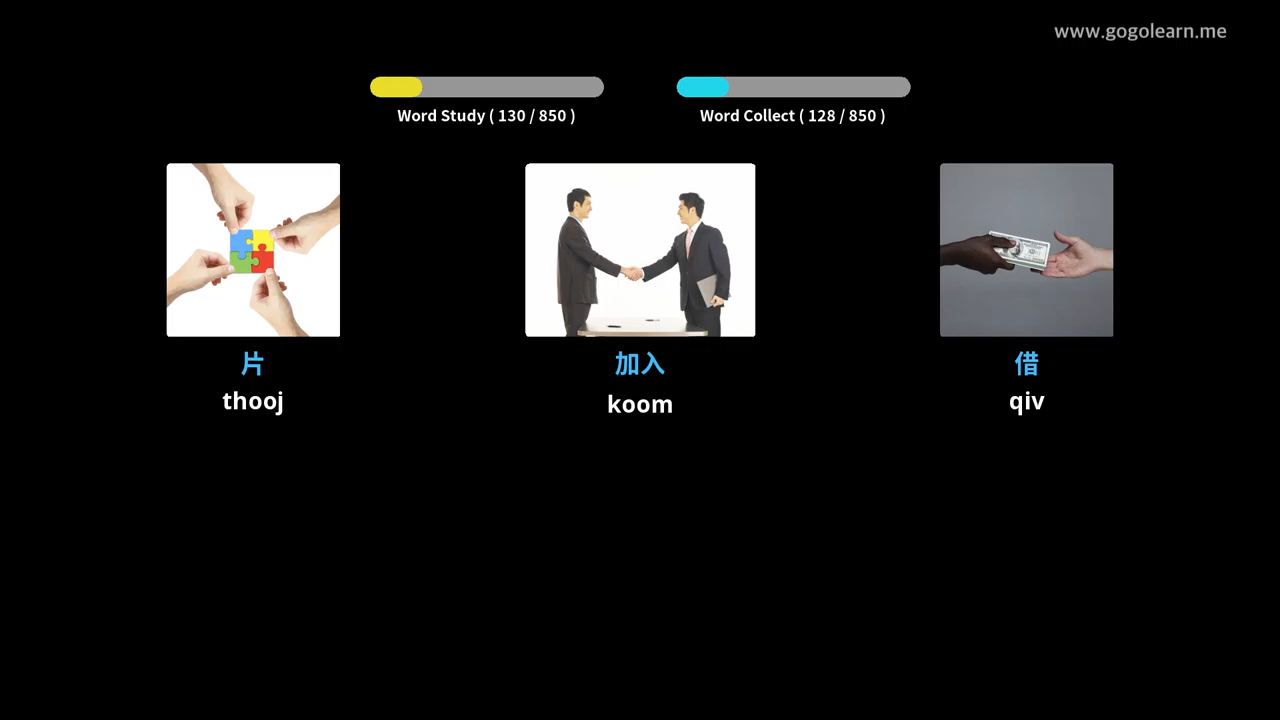 www.gogolearn.me
Word Study ( 130 / 850 )
Word Collect ( 128 / 850 )
片
加入
借
thooj
koom
qiv